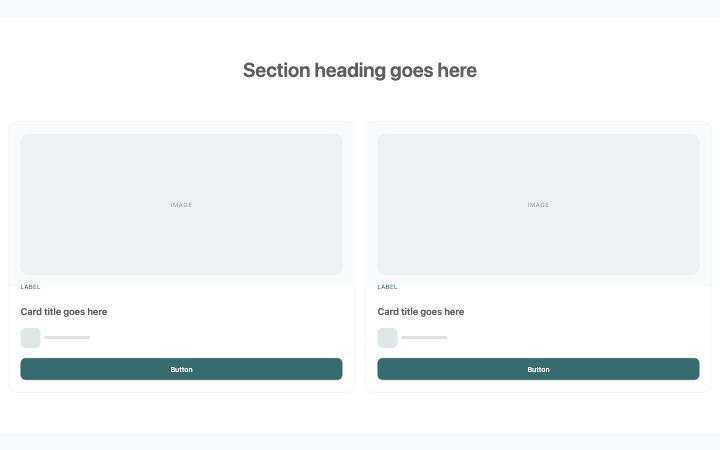 Section heading goes here
IMAGE
LABEL
Card title goes here
Button
IMAGE
LABEL
Card title goes here
Button